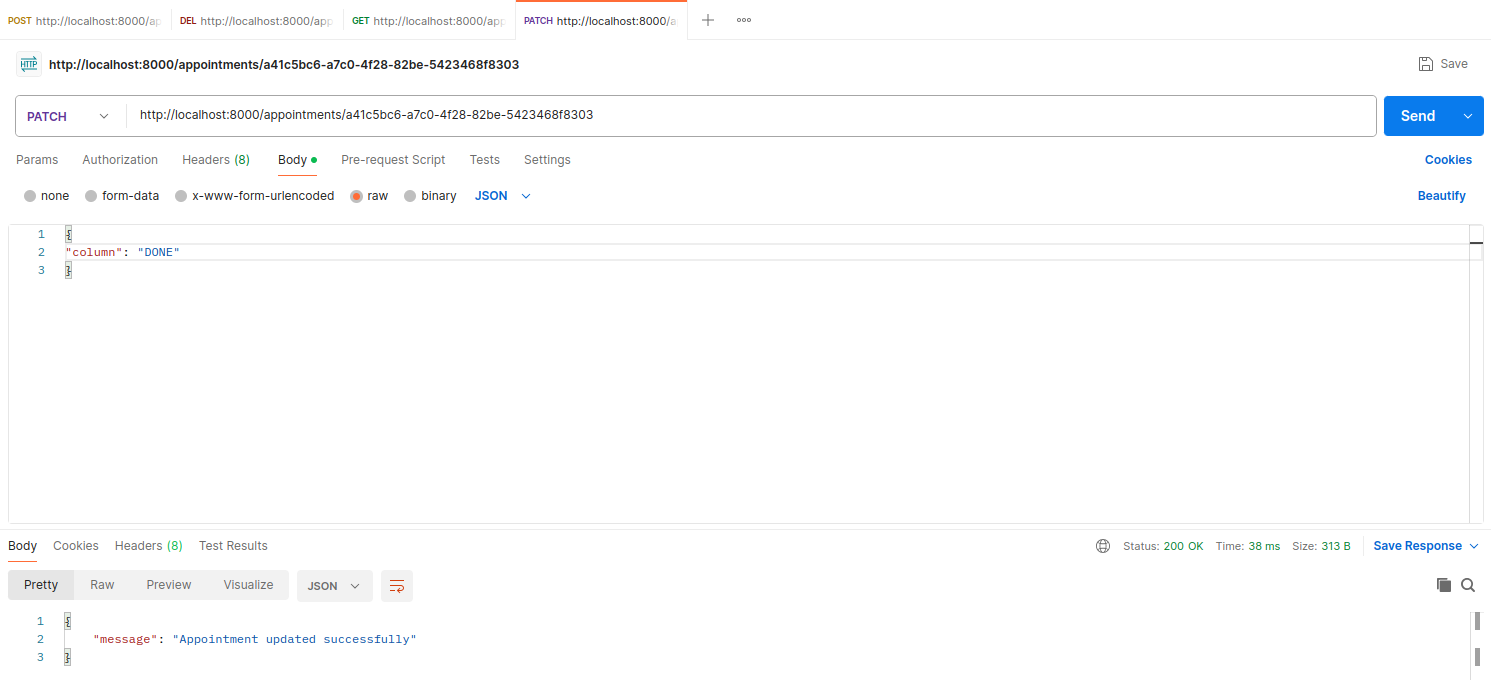 POST http://localhost:8000/ap DEL http://localhost:8000/app GET http://localhost:8000/app PATCH http://localhost:8000/a
HTTP http://localhost:8000/appointments/a41c5bc6-a7c0-4f28-82be-5423468f8303 Save
PATCH http://localhost:8000/appointments/a41c5bc6-a7c0-4f28-82be-5423468f8303 Send
Params Authorization Headers (8) Body Pre-request Script Tests Settings Cookies
none form-data x-www-form-urlencoded raw binary JSON Beautify
1 {
2 "column": "DONE"
3 }
Body Cookies Headers (8) Test Results Status: 200 OK Time: 38 ms Size: 313 B Save Response
Pretty Raw Preview Visualize JSON
1 {
2 "message": "Appointment updated successfully"
3 }